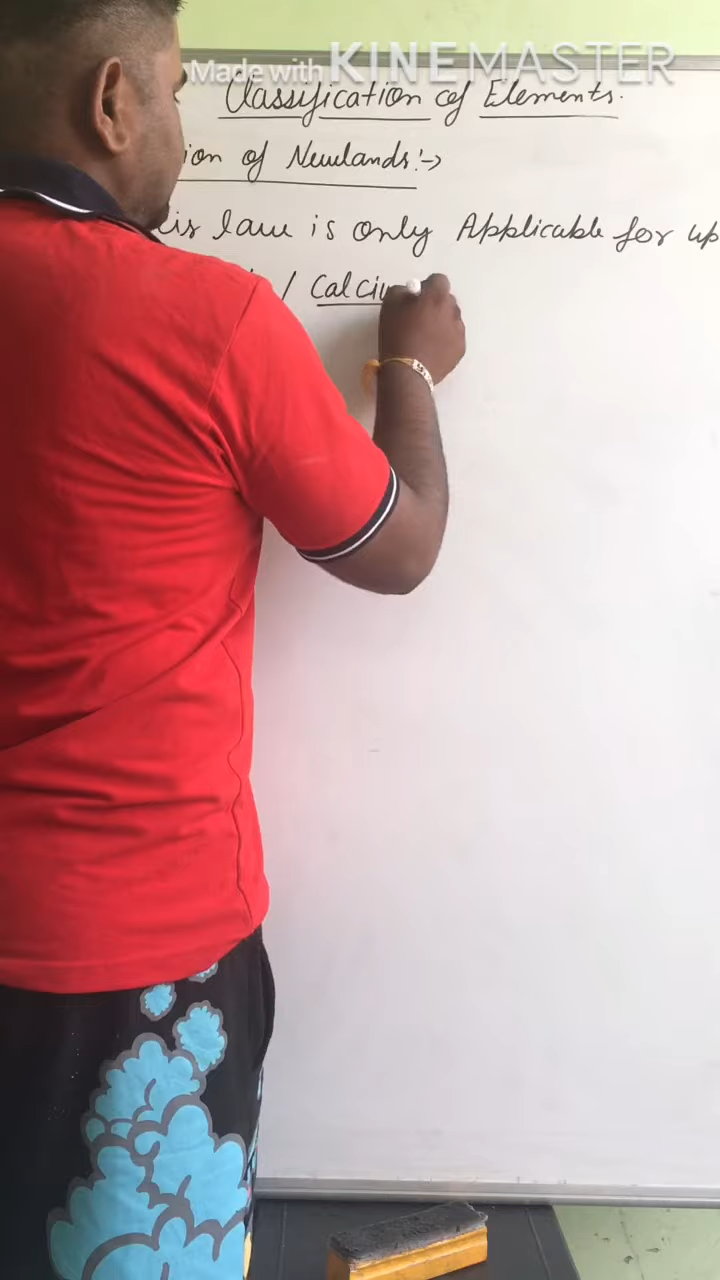 Made with KINEMASTER
Classification of Elements.
ion of Newlands:→
is law is only Applicable for up
/ Calciu